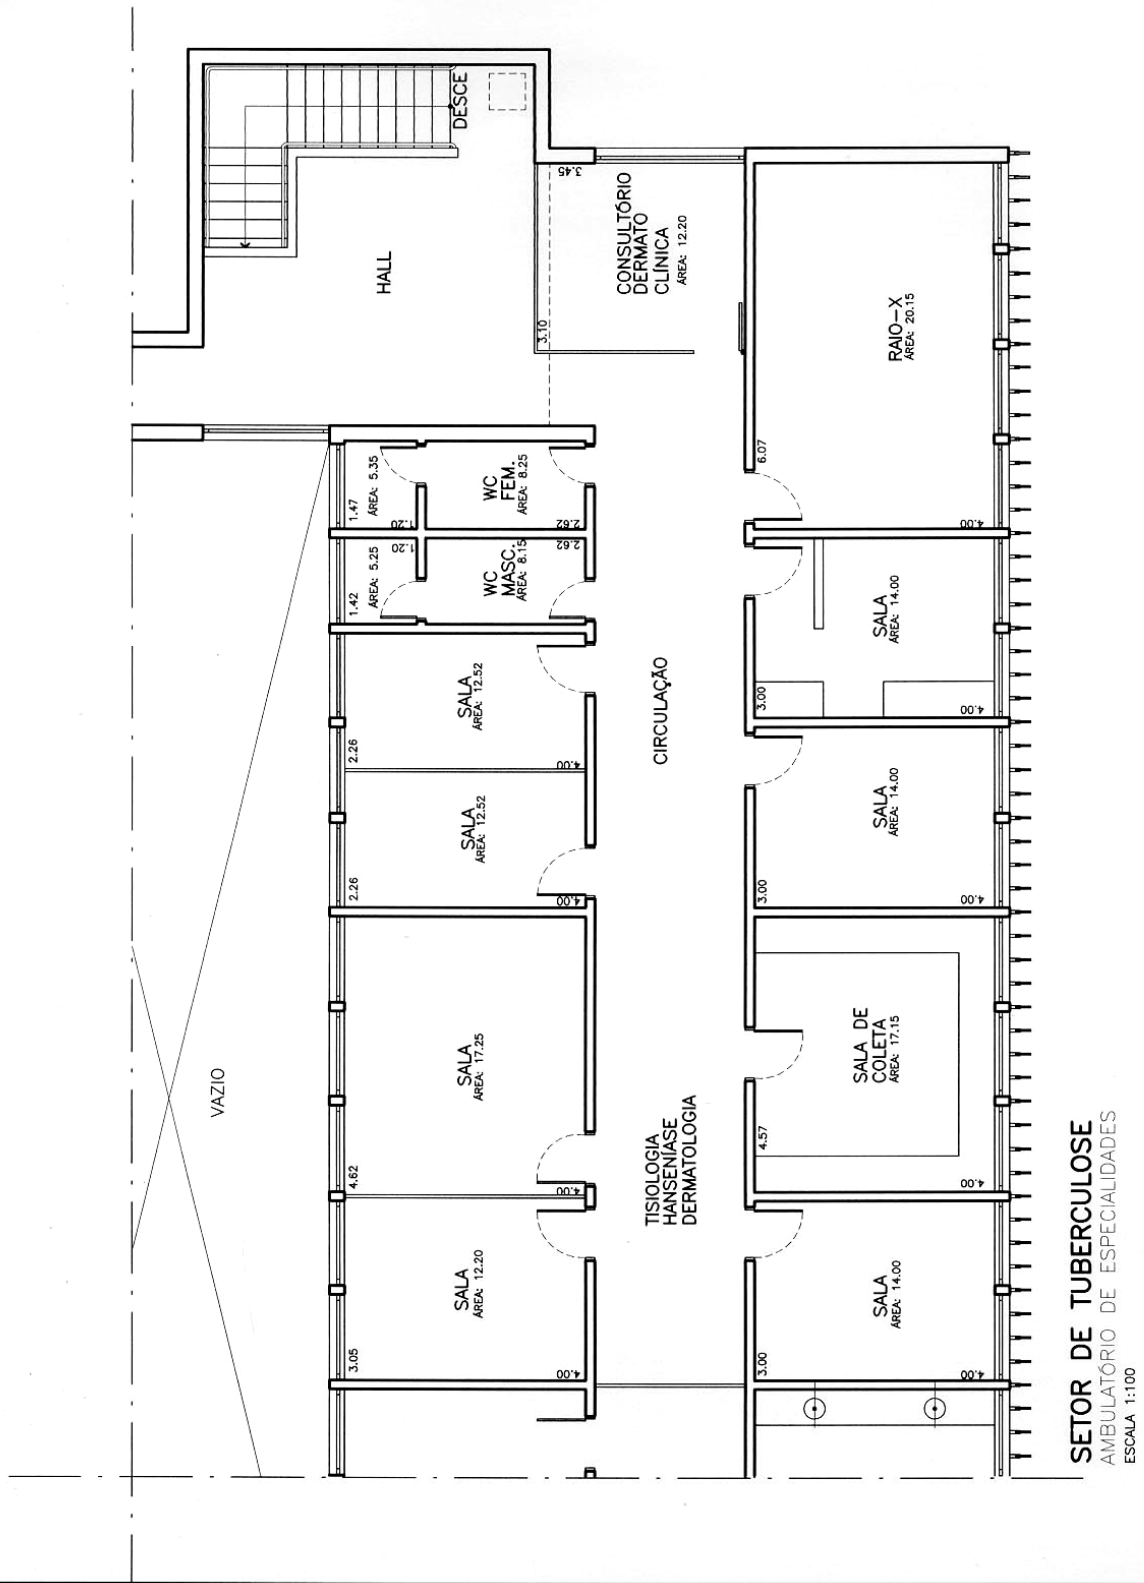 DESCE
HALL
3.45
CONSULTÓRIO
DERMATO
CLÍNICA
ÁREA: 12.20
3.10
RAIO-X
ÁREA: 20.15
6.07
4.00
1.47
ÁREA: 5.35
1.20
WC
FEM.
ÁREA: 8.25
2.62
1.42
ÁREA: 5.25
1.20
WC
MASC.
ÁREA: 8.15
2.62
SALA
ÁREA: 12.52
2.26
4.00
SALA
ÁREA: 12.52
2.26
4.00
SALA
ÁREA: 17.25
4.62
4.00
SALA
ÁREA: 12.20
3.05
4.00
VAZIO
CIRCULAÇÃO
TISIOLOGIA
HANSENÍASE
DERMATOLOGIA
SALA
ÁREA: 14.00
3.00
4.00
SALA
ÁREA: 14.00
3.00
4.00
SALA DE
COLETA
ÁREA: 17.15
4.57
4.00
SALA
ÁREA: 14.00
3.00
4.00
SETOR DE TUBERCULOSE
AMBULATÓRIO DE ESPECIALIDADES
ESCALA 1:100